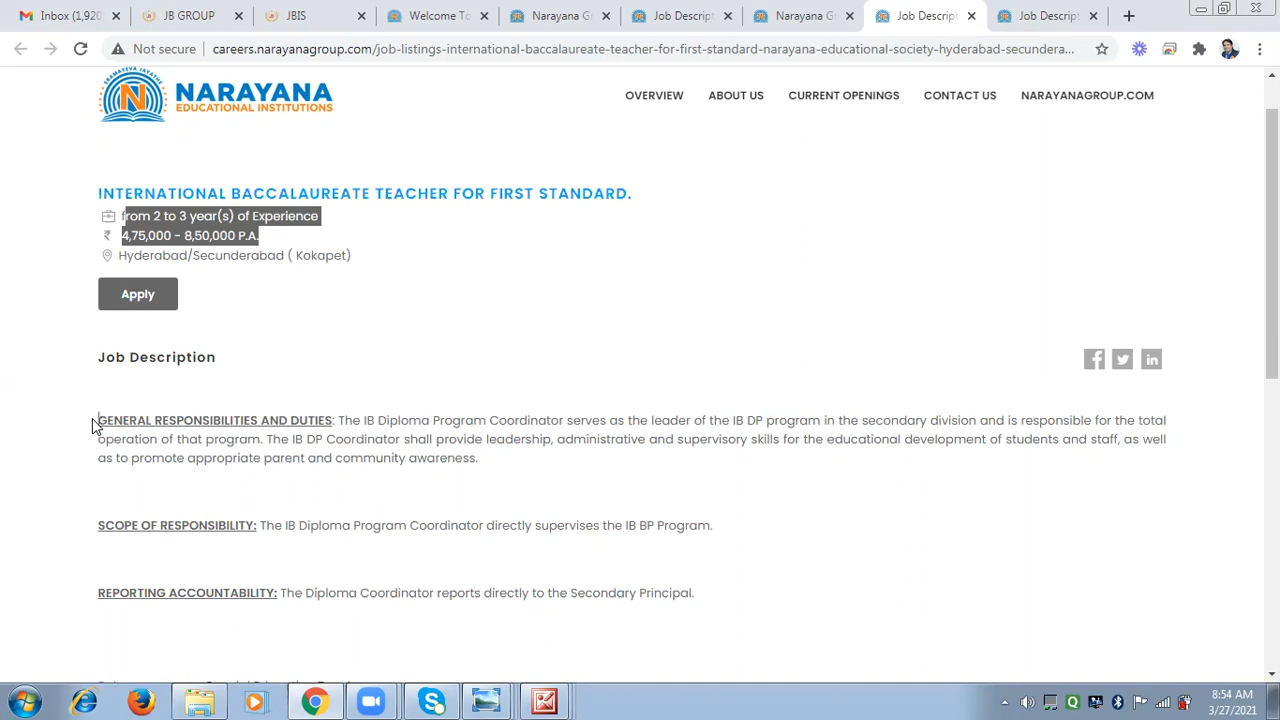 Inbox (1,920
JB GROUP
JBIS
Welcome To
Narayana Gr
Job Descript
Narayana Gr
Job Descript
Job Descript
Not secure
careers.narayanagroup.com/job-listings-international-baccalaureate-teacher-for-first-standard-narayana-educational-society-hyderabad-secundera...
SRAMAYEVA JAYATHE
N
NARAYANA
EDUCATIONAL INSTITUTIONS
OVERVIEW
ABOUT US
CURRENT OPENINGS
CONTACT US
NARAYANAGROUP.COM
INTERNATIONAL BACCALAUREATE TEACHER FOR FIRST STANDARD.
from 2 to 3 year(s) of Experience
₹ 4,75,000 - 8,50,000 P.A.
Hyderabad/Secunderabad ( Kokapet)
Apply
Job Description
GENERAL RESPONSIBILITIES AND DUTIES: The IB Diploma Program Coordinator serves as the leader of the IB DP program in the secondary division and is responsible for the total
operation of that program. The IB DP Coordinator shall provide leadership, administrative and supervisory skills for the educational development of students and staff, as well
as to promote appropriate parent and community awareness.
SCOPE OF RESPONSIBILITY: The IB Diploma Program Coordinator directly supervises the IB BP Program.
REPORTING ACCOUNTABILITY: The Diploma Coordinator reports directly to the Secondary Principal.
8:54 AM
3/27/2021